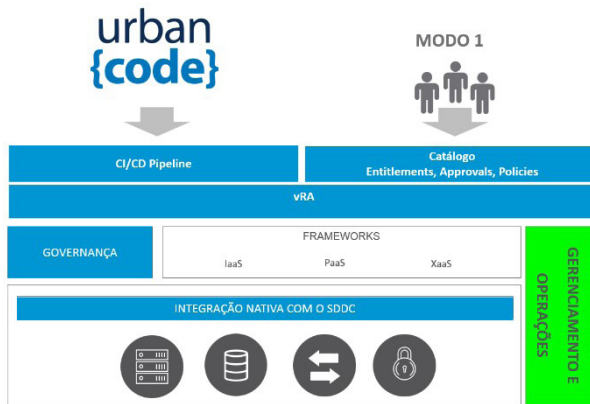 urban
{code}
MODO 1
CI/CD Pipeline
Catálogo
Entitlements, Approvals, Policies
vRA
GOVERNANÇA
FRAMEWORKS
IaaS
PaaS
XaaS
GERENCIAMENTO E
OPERAÇÕES
INTEGRAÇÃO NATIVA COM O SDDC